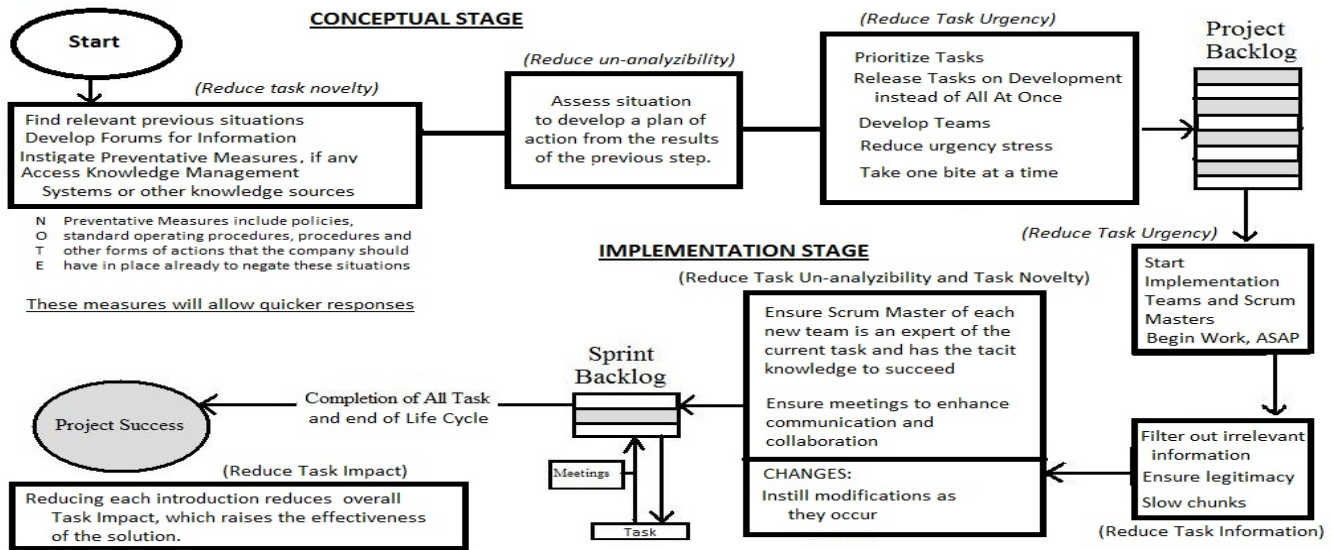 CONCEPTUAL STAGE
Start
(Reduce task novelty)
Find relevant previous situations
Develop Forums for Information
Instigate Preventative Measures, if any
Access Knowledge Management
Systems or other knowledge sources
N Preventative Measures include policies,
O standard operating procedures, procedures and
T other forms of actions that the company should
E have in place already to negate these situations
These measures will allow quicker responses
(Reduce un-analyzibility)
Assess situation
to develop a plan of
action from the results
of the previous step.
(Reduce Task Urgency)
Prioritize Tasks
Release Tasks on Development
instead of All At Once
Develop Teams
Reduce urgency stress
Take one bite at a time
Project
Backlog
(Reduce Task Urgency)
Start
Implementation
Teams and Scrum
Masters
Begin Work, ASAP
Filter out irrelevant
information
Ensure legitimacy
Slow chunks
(Reduce Task Information)
IMPLEMENTATION STAGE
(Reduce Task Un-analyzibility and Task Novelty)
Ensure Scrum Master of each
new team is an expert of the
current task and has the tacit
knowledge to succeed
Ensure meetings to enhance
communication and
collaboration
CHANGES:
Instill modifications as
they occur
Sprint
Backlog
Meetings
Task
Completion of All Task
and end of Life Cycle
Project Success
(Reduce Task Impact)
Reducing each introduction reduces overall
Task Impact, which raises the effectiveness
of the solution.